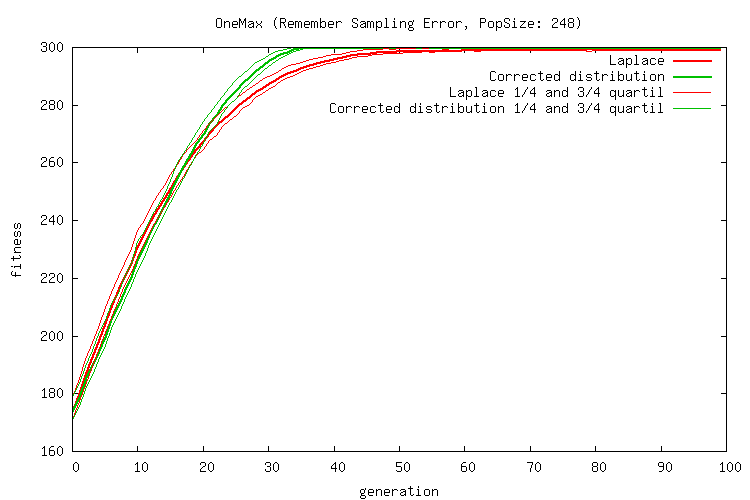 OneMax (Remember Sampling Error, PopSize: 248)
300
Laplace
Corrected distribution
280
Laplace 1/4 and 3/4 quartil
Corrected distribution 1/4 and 3/4 quartil
260
240
fitness
220
200
180
160
0 10 20 30 40 50 60 70 80 90 100
generation